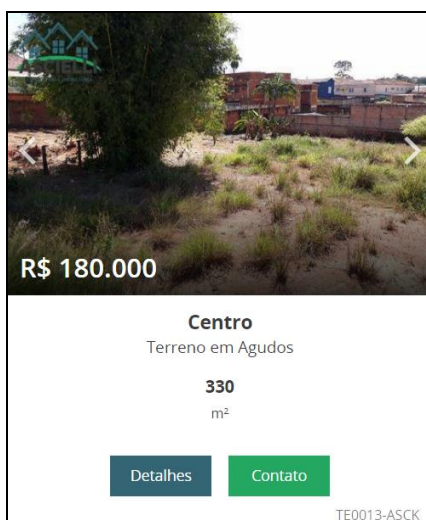 R$ 180.000
Centro
Terreno em Agudos
330
m²
Detalhes
Contato
TE0013-ASCK